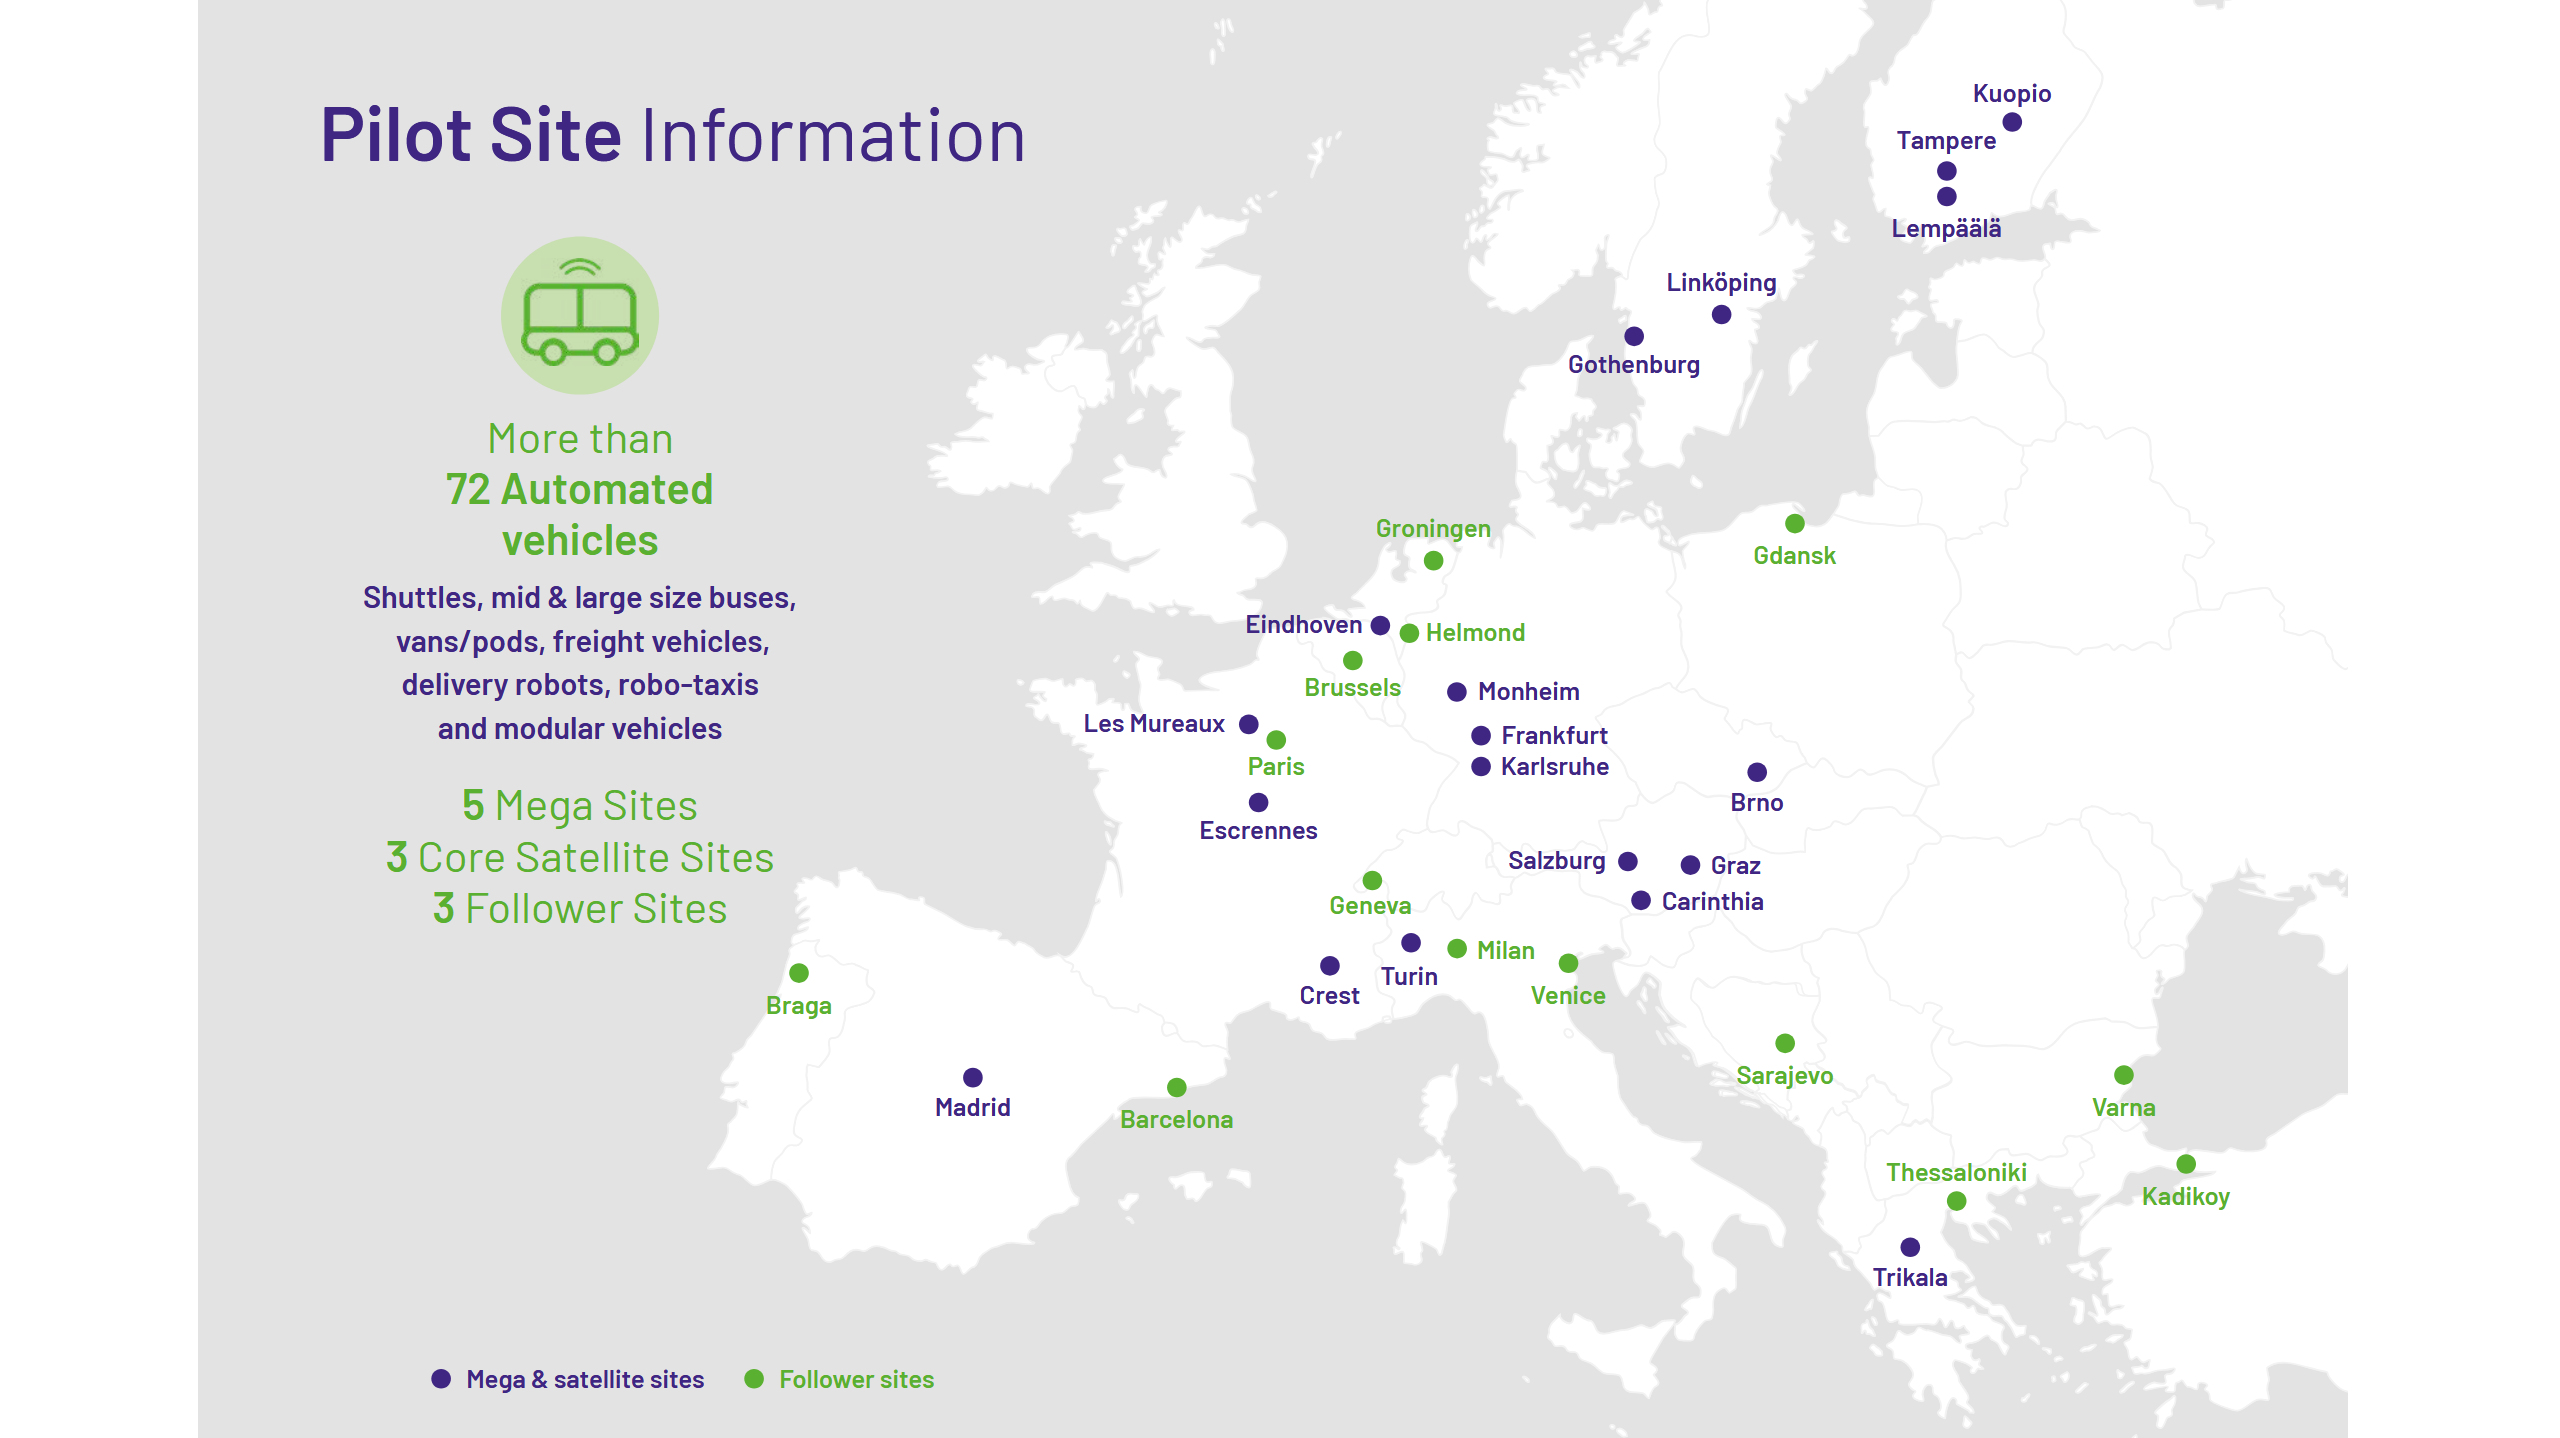 Pilot Site Information
More than
72 Automated
vehicles
Shuttles, mid & large size buses,
vans/pods, freight vehicles,
delivery robots, robo-taxis
and modular vehicles
5 Mega Sites
3 Core Satellite Sites
3 Follower Sites
Kuopio
Tampere
Lempäälä
Linköping
Gothenburg
Groningen
Gdansk
Eindhoven
Helmond
Brussels
Monheim
Les Mureaux
Frankfurt
Paris
Karlsruhe
Brno
Escrennes
Salzburg
Graz
Geneva
Carinthia
Milan
Turin
Crest
Venice
Braga
Sarajevo
Madrid
Barcelona
Varna
Thessaloniki
Kadikoy
Trikala
Mega & satellite sites
Follower sites